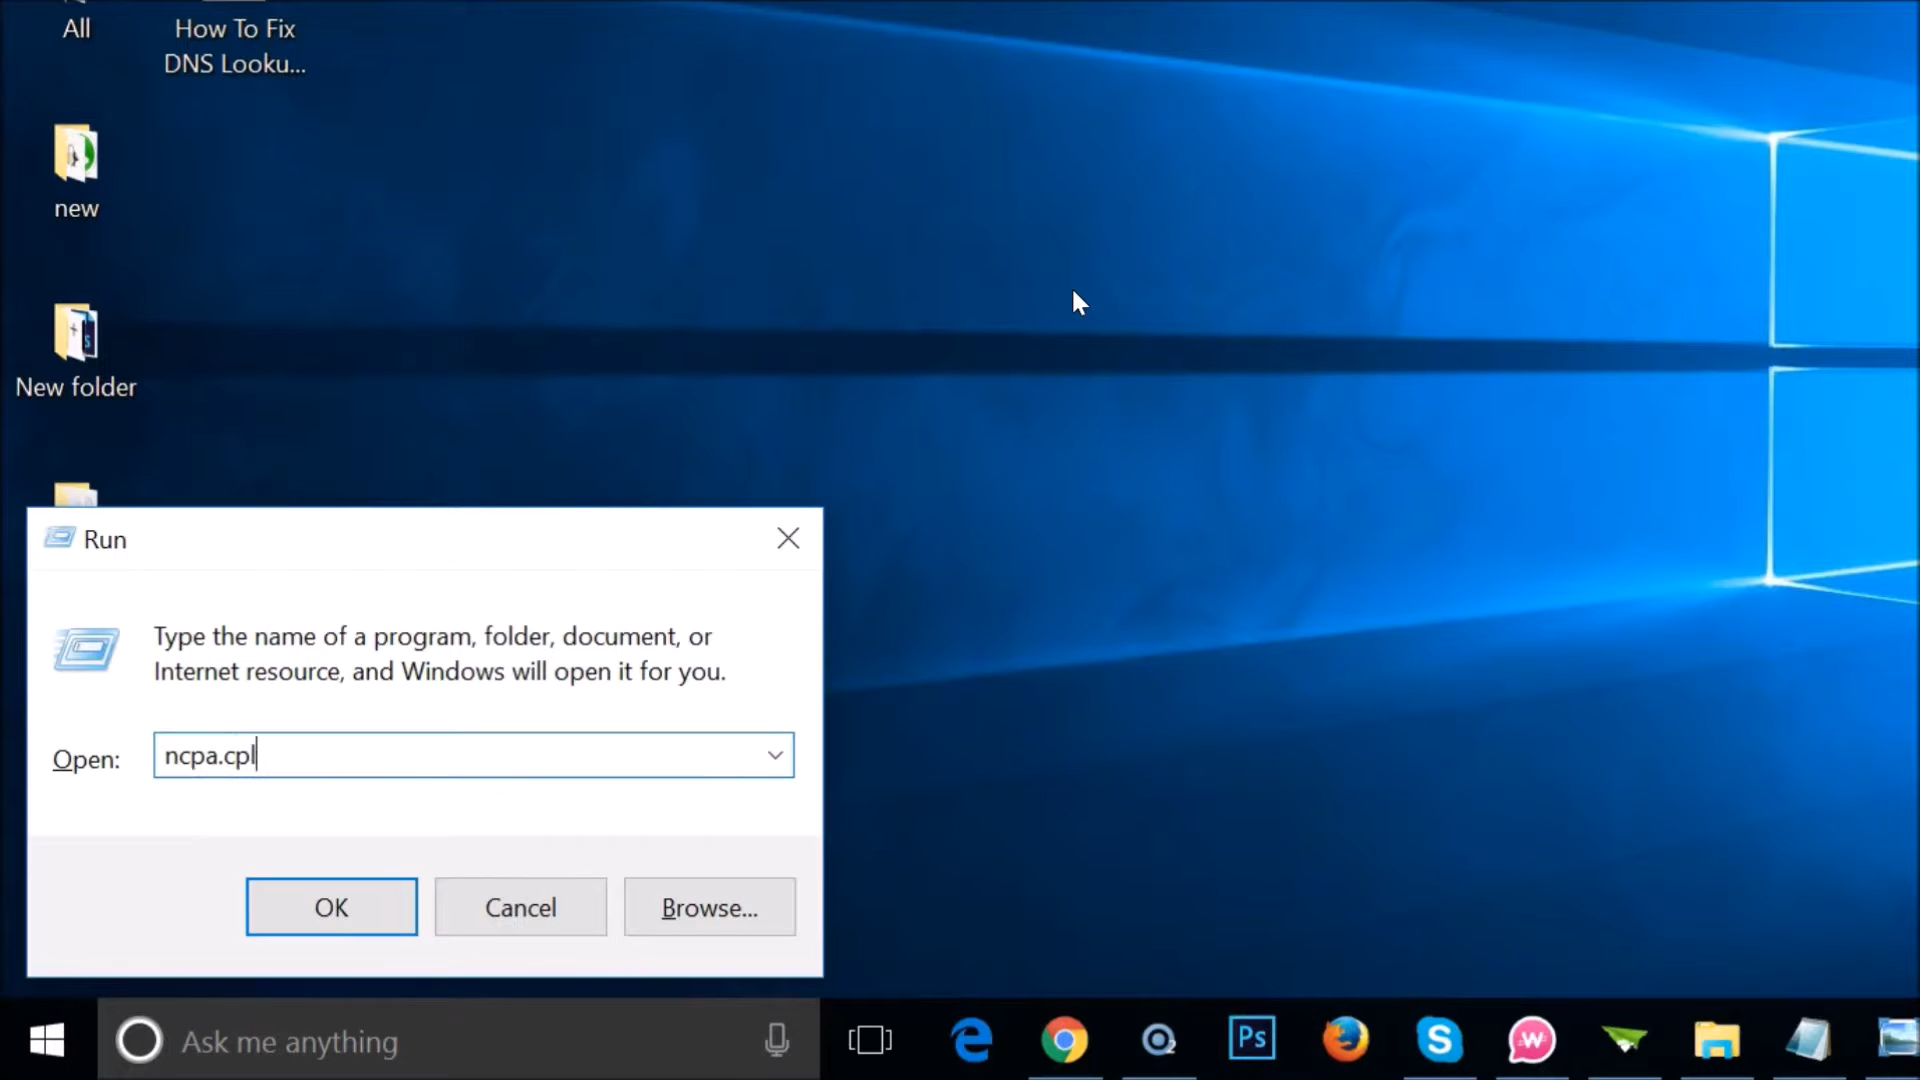 All
How To Fix
DNS Looku...
new
New folder
Run
Type the name of a program, folder, document, or
Internet resource, and Windows will open it for you.
Open:
ncpa.cpl
OK
Cancel
Browse...
Ask me anything
Ps